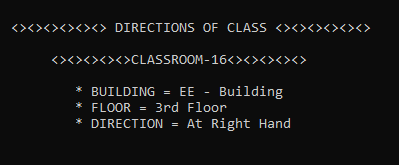 <><><><><> DIRECTIONS OF CLASS <><><><><>
<><><><>CLASSROOM-16<><><><>
* BUILDING = EE - Building
* FLOOR = 3rd Floor
* DIRECTION = At Right Hand